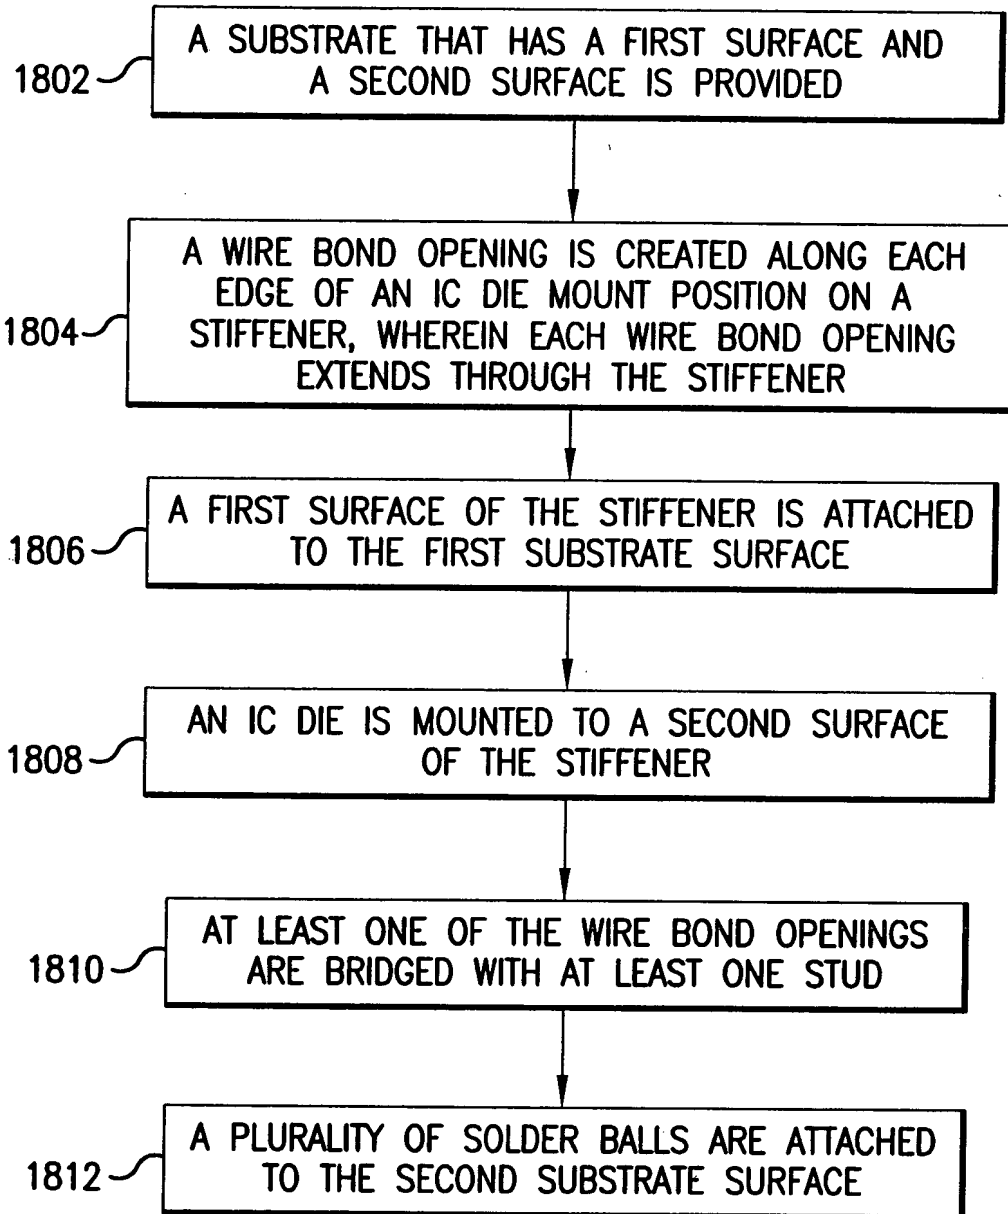 1802
A SUBSTRATE THAT HAS A FIRST SURFACE AND
A SECOND SURFACE IS PROVIDED
1804
A WIRE BOND OPENING IS CREATED ALONG EACH
EDGE OF AN IC DIE MOUNT POSITION ON A
STIFFENER, WHEREIN EACH WIRE BOND OPENING
EXTENDS THROUGH THE STIFFENER
1806
A FIRST SURFACE OF THE STIFFENER IS ATTACHED
TO THE FIRST SUBSTRATE SURFACE
1808
AN IC DIE IS MOUNTED TO A SECOND SURFACE
OF THE STIFFENER
1810
AT LEAST ONE OF THE WIRE BOND OPENINGS
ARE BRIDGED WITH AT LEAST ONE STUD
1812
A PLURALITY OF SOLDER BALLS ARE ATTACHED
TO THE SECOND SUBSTRATE SURFACE